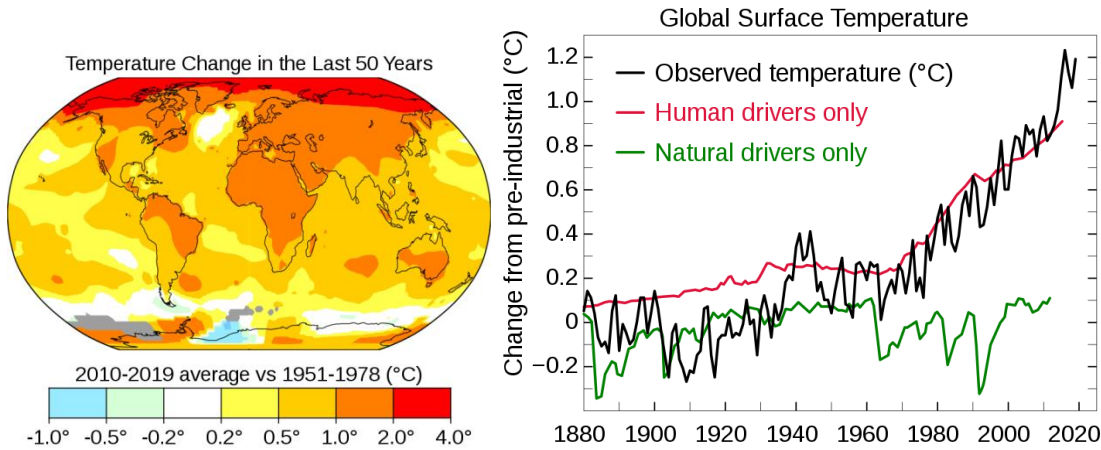 Temperature Change in the Last 50 Years
2010-2019 average vs 1951-1978 (°C)
-1.0° -0.5° -0.2° 0.2° 0.5° 1.0° 2.0° 4.0°
Global Surface Temperature
Change from pre-industrial (°C)
1.2
1.0
0.8
0.6
0.4
0.2
0
−0.2
Observed temperature (°C)
Human drivers only
Natural drivers only
1880 1900 1920 1940 1960 1980 2000 2020